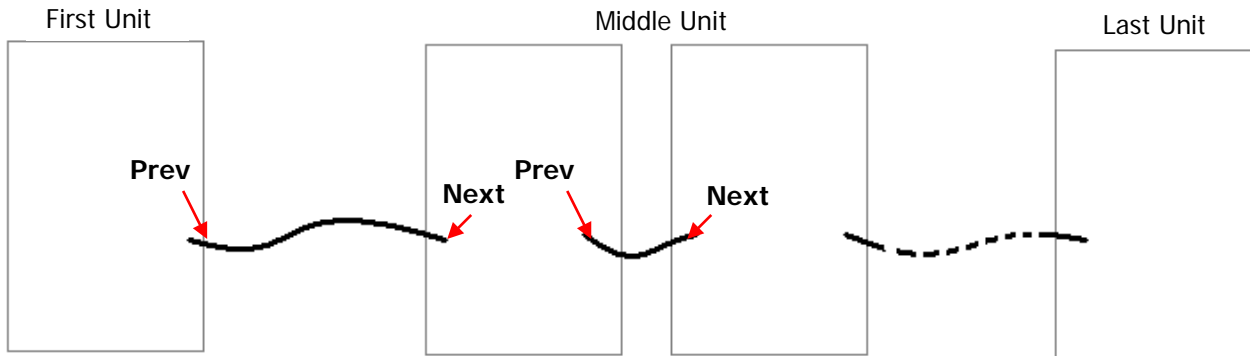 First Unit
Middle Unit
Last Unit
Prev
Next
Prev
Next